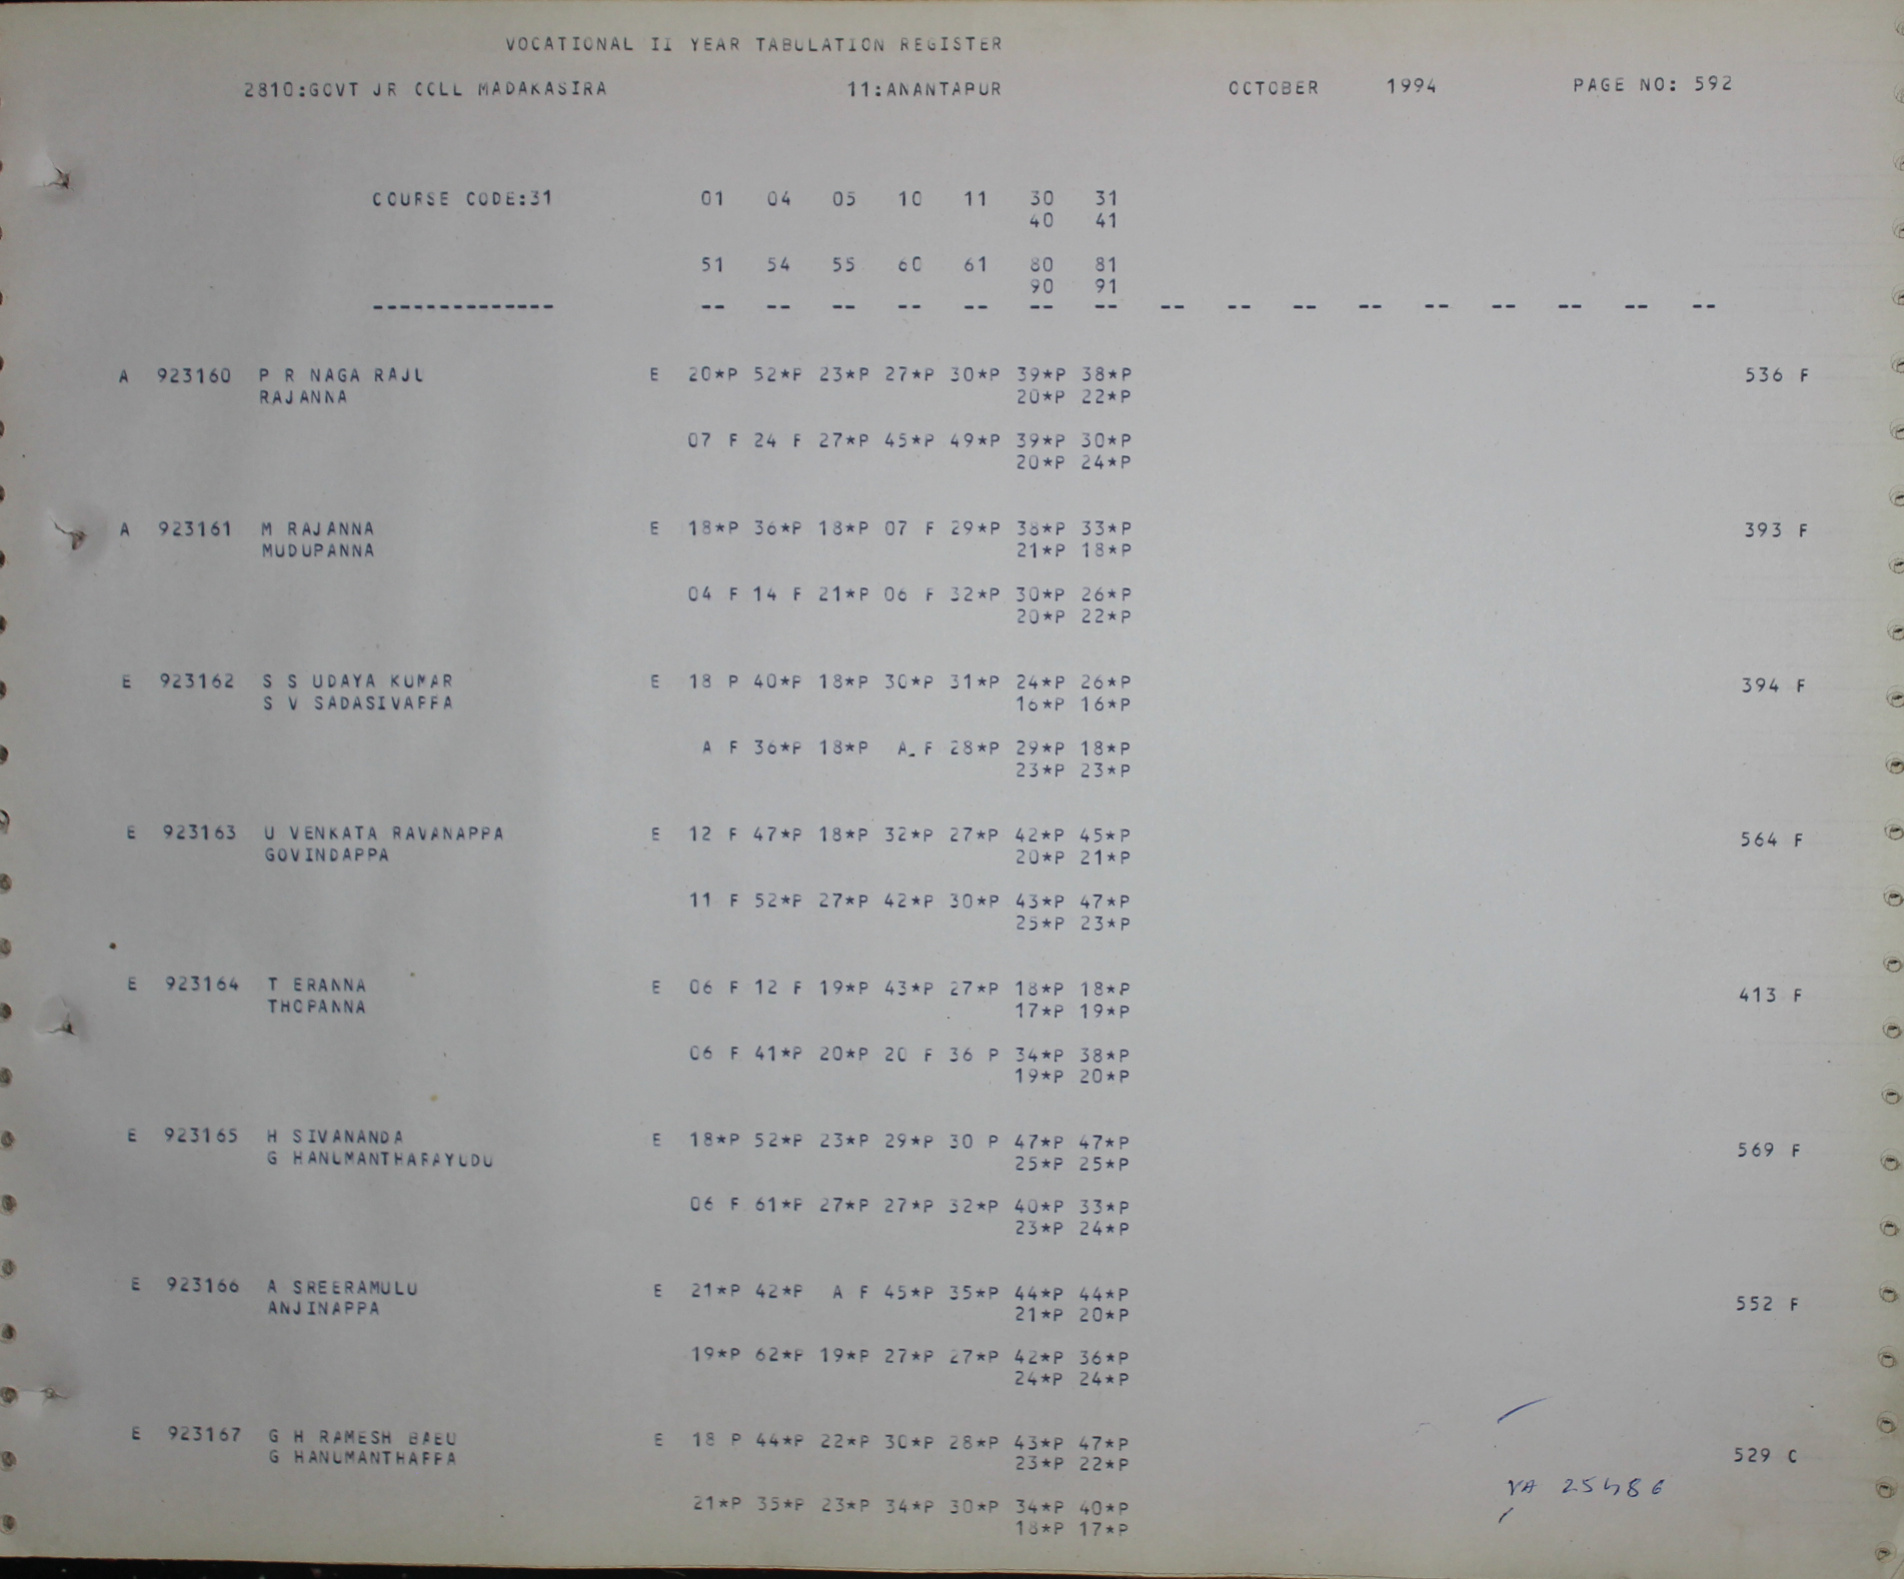 VOCATIONAL II YEAR TABULATION REGISTER
2810:GOVT JR COLL MADAKASIRA 11:ANANTAPUR OCTOBER 1994 PAGE NO: 592
COURSE CODE:31 01 04 05 10 11 30 31
40 41
51 54 55 60 61 80 81
90 91
-------------- -- -- -- -- -- -- -- -- -- -- -- -- -- -- -- --
A 923160 P R NAGA RAJU E 20*P 52*P 23*P 27*P 30*P 39*P 38*P 536 F
RAJANNA 20*P 22*P
07 F 24 F 27*P 45*P 49*P 39*P 30*P
20*P 24*P
A 923161 M RAJANNA E 18*P 36*P 18*P 07 F 29*P 38*P 33*P 393 F
MUDUPANNA 21*P 18*P
04 F 14 F 21*P 06 F 32*P 30*P 26*P
20*P 22*P
E 923162 S S UDAYA KUMAR E 18 P 40*P 18*P 30*P 31*P 24*P 26*P 394 F
S V SADASIVAPPA 16*P 16*P
A F 36*P 18*P A F 28*P 29*P 18*P
23*P 23*P
E 923163 U VENKATA RAVANAPPA E 12 F 47*P 18*P 32*P 27*P 42*P 45*P 564 F
GOVINDAPPA 20*P 21*P
11 F 52*P 27*P 42*P 30*P 43*P 47*P
25*P 23*P
E 923164 T ERANNA E 06 F 12 F 19*P 43*P 27*P 18*P 18*P 413 F
THOPANNA 17*P 19*P
06 F 41*P 20*P 20 F 36 P 34*P 38*P
19*P 20*P
E 923165 H SIVANANDA E 18*P 52*P 23*P 29*P 30 P 47*P 47*P 569 F
G HANUMANTHARAYUDU 25*P 25*P
06 F 61*P 27*P 27*P 32*P 40*P 33*P
23*P 24*P
E 923166 A SREERAMULU E 21*P 42*P A F 45*P 35*P 44*P 44*P 552 F
ANJINAPPA 21*P 20*P
19*P 62*P 19*P 27*P 27*P 42*P 36*P
24*P 24*P
E 923167 G H RAMESH BABU E 18 P 44*P 22*P 30*P 28*P 43*P 47*P 529 C
G HANUMANTHAPPA 23*P 22*P
21*P 35*P 23*P 34*P 30*P 34*P 40*P
18*P 17*P